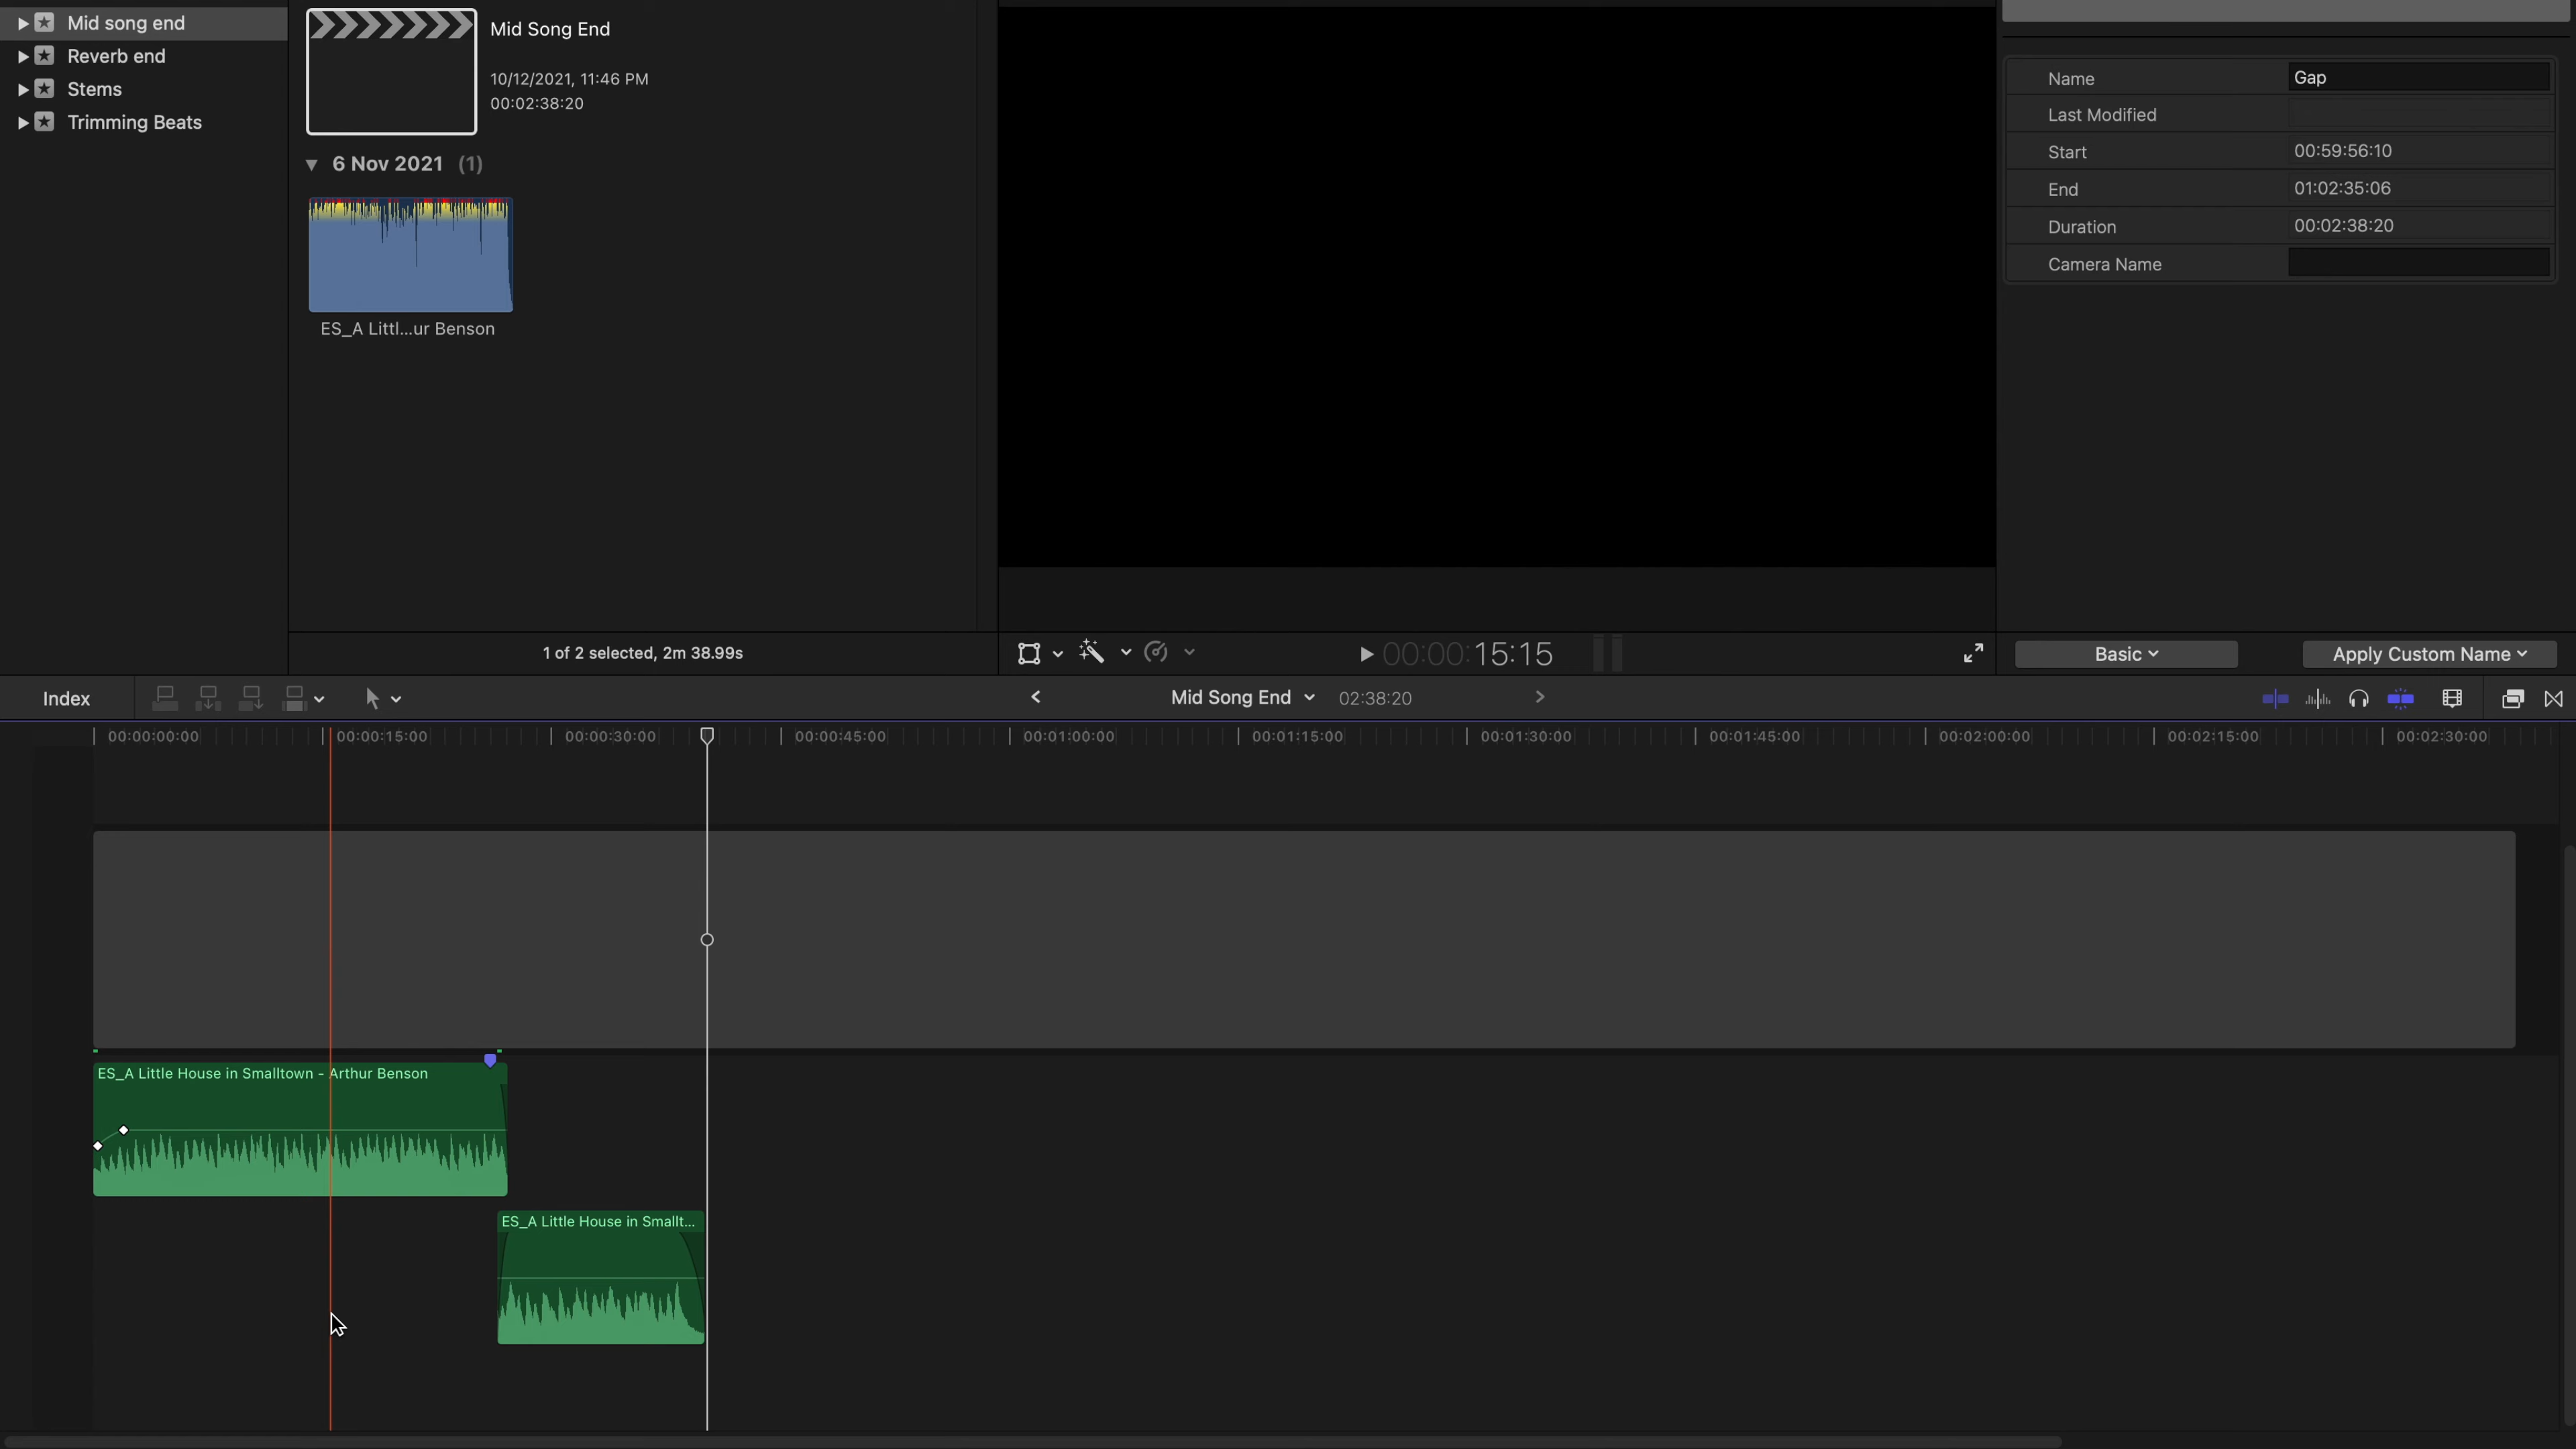 Mid song end
Reverb end
Stems
Trimming Beats
Mid Song End
10/12/2021, 11:46 PM
00:02:38:20
6 Nov 2021 (1)
ES_A Littl...ur Benson
1 of 2 selected, 2m 38.99s
00:00:15:15
Name Gap
Last Modified
Start 00:59:56:10
End 01:02:35:06
Duration 00:02:38:20
Camera Name
Basic
Apply Custom Name
Index
Mid Song End 02:38:20
00:00:00:00 00:00:15:00 00:00:30:00 00:00:45:00 00:01:00:00 00:01:15:00 00:01:30:00 00:01:45:00 00:02:00:00 00:02:15:00 00:02:30:00
ES_A Little House in Smalltown - Arthur Benson
ES_A Little House in Smallt...